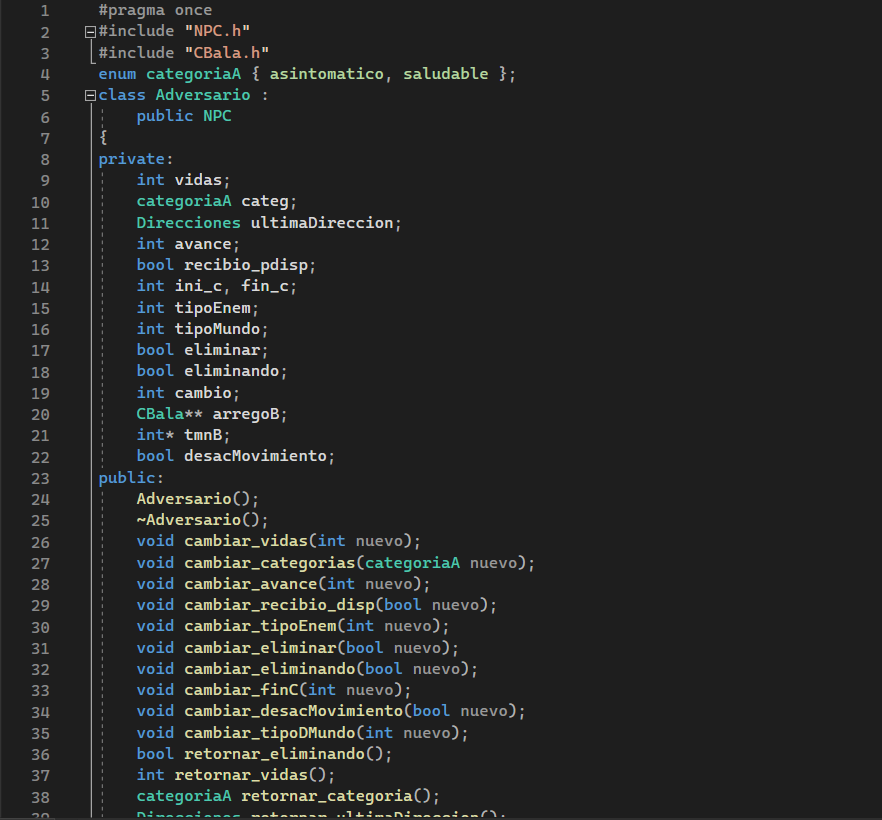 1 #pragma once
2 #include "NPC.h"
3 #include "CBala.h"
4 enum categoriaA { asintomatico, saludable };
5 class Adversario :
6 public NPC
7 {
8 private:
9 int vidas;
10 categoriaA categ;
11 Direcciones ultimaDireccion;
12 int avance;
13 bool recibio_pdisp;
14 int ini_c, fin_c;
15 int tipoEnem;
16 int tipoMundo;
17 bool eliminar;
18 bool eliminando;
19 int cambio;
20 CBala** arregoB;
21 int* tmnB;
22 bool desacMovimiento;
23 public:
24 Adversario();
25 ~Adversario();
26 void cambiar_vidas(int nuevo);
27 void cambiar_categorias(categoriaA nuevo);
28 void cambiar_avance(int nuevo);
29 void cambiar_recibio_disp(bool nuevo);
30 void cambiar_tipoEnem(int nuevo);
31 void cambiar_eliminar(bool nuevo);
32 void cambiar_eliminando(bool nuevo);
33 void cambiar_finC(int nuevo);
34 void cambiar_desacMovimiento(bool nuevo);
35 void cambiar_tipoDMundo(int nuevo);
36 bool retornar_eliminando();
37 int retornar_vidas();
38 categoriaA retornar_categoria();
39 Direcciones retornar_ultimaDireccion();